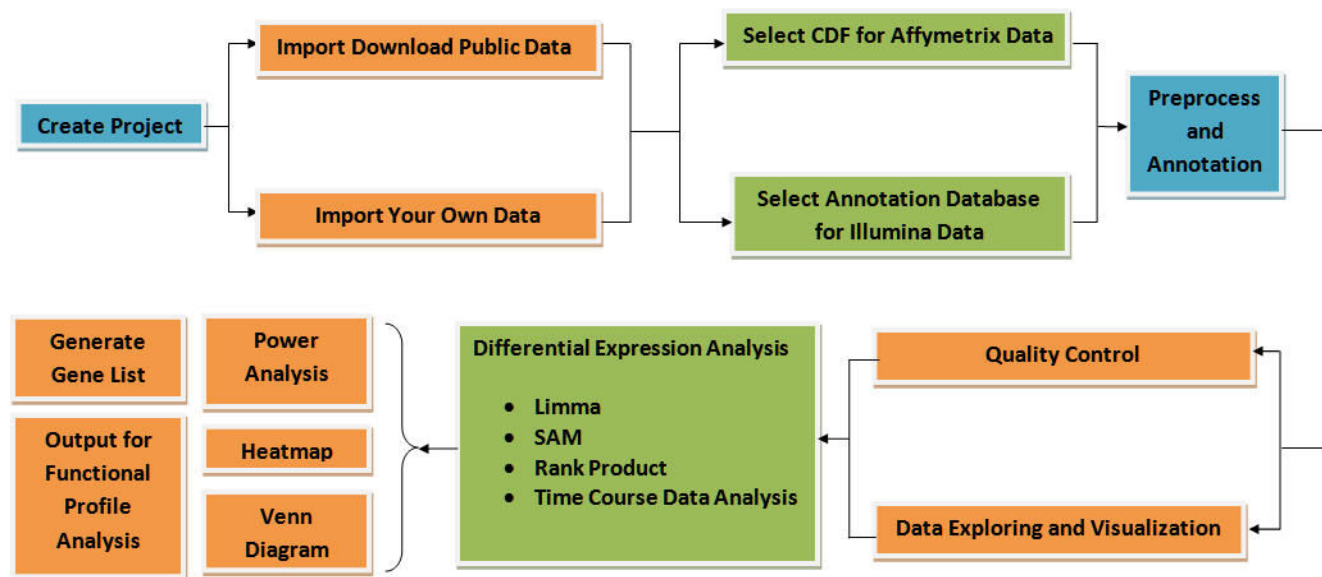 Create Project
Import Download Public Data
Import Your Own Data
Select CDF for Affymetrix Data
Select Annotation Database
for Illumina Data
Preprocess
and
Annotation
Quality Control
Data Exploring and Visualization
Differential Expression Analysis
• Limma
• SAM
• Rank Product
• Time Course Data Analysis
Power
Analysis
Heatmap
Venn
Diagram
Generate
Gene List
Output for
Functional
Profile
Analysis